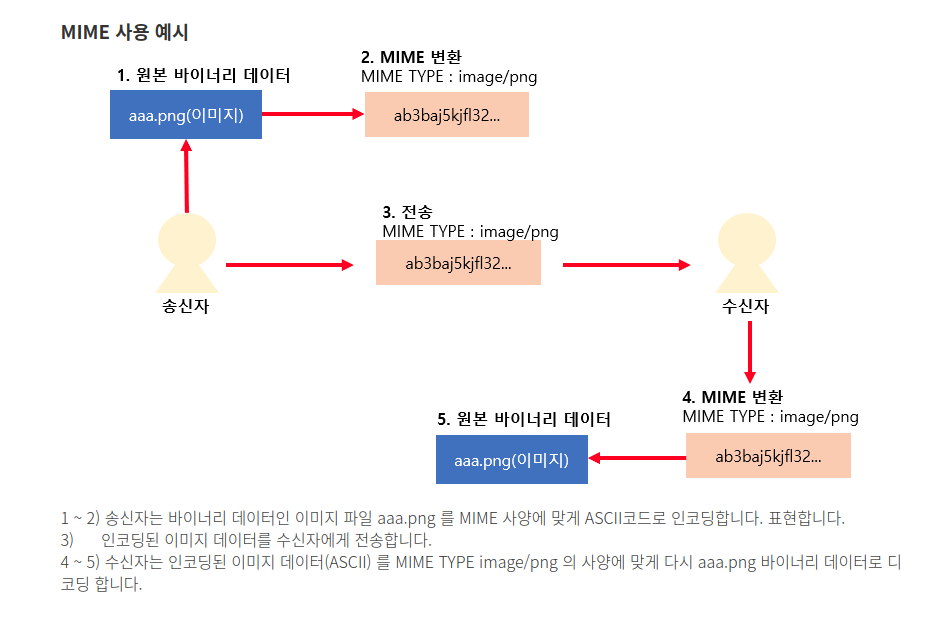 MIME 사용 예시
1. 원본 바이너리 데이터
aaa.png(이미지)
2. MIME 변환
MIME TYPE : image/png
ab3baj5kjfl32...
3. 전송
MIME TYPE : image/png
ab3baj5kjfl32...
송신자
수신자
4. MIME 변환
MIME TYPE : image/png
ab3baj5kjfl32...
5. 원본 바이너리 데이터
aaa.png(이미지)
1 ~ 2) 송신자는 바이너리 데이터인 이미지 파일 aaa.png 를 MIME 사양에 맞게 ASCII코드로 인코딩합니다. 표현합니다.
3) 인코딩된 이미지 데이터를 수신자에게 전송합니다.
4 ~ 5) 수신자는 인코딩된 이미지 데이터(ASCII) 를 MIME TYPE image/png 의 사양에 맞게 다시 aaa.png 바이너리 데이터로 디
코딩 합니다.